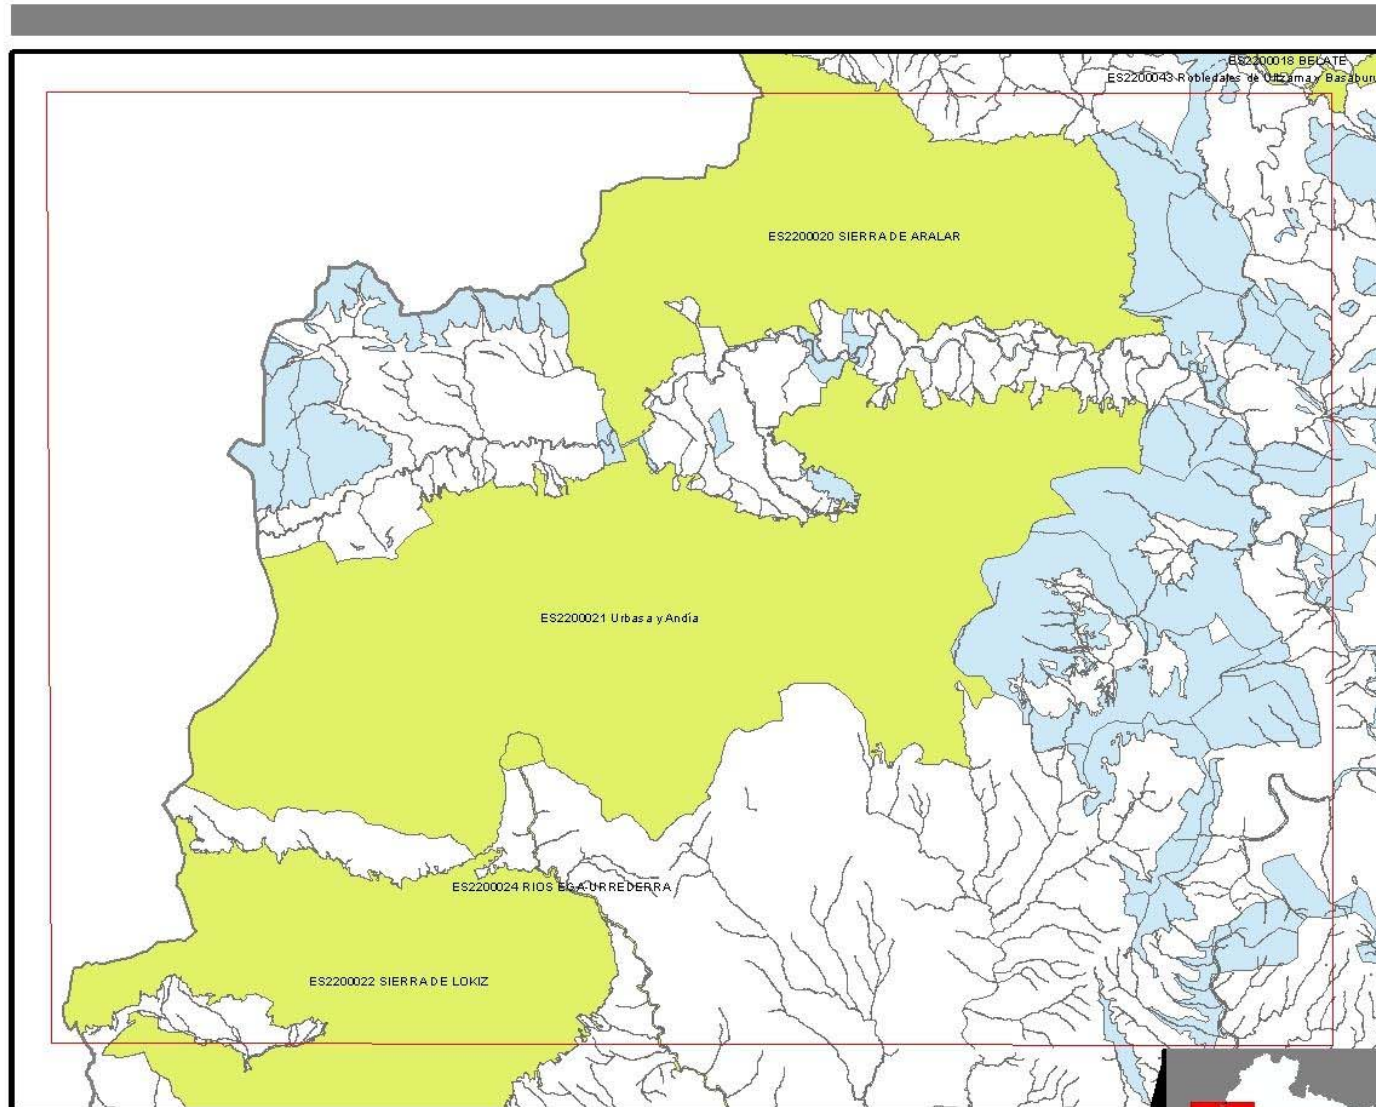 ES2200018 BELATE
ES2200043 Robledales de Ultzama y Basabur
ES2200020 SIERRA DE ARALAR
ES2200021 Urbasa y Andía
ES2200024 RIOS EGA-URREDERRA
ES2200022 SIERRA DE LOKIZ